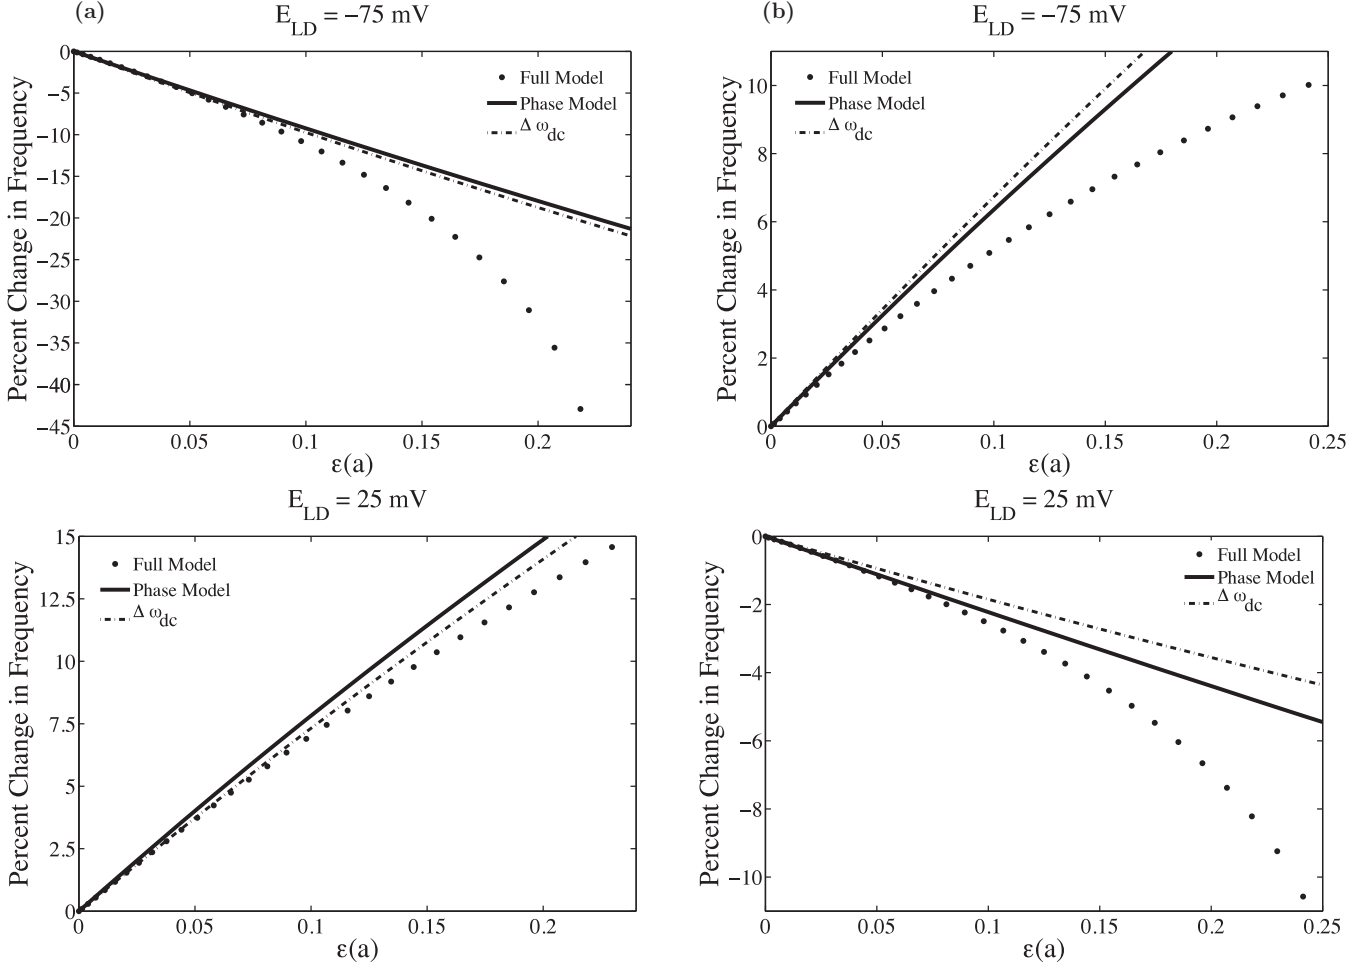 (a)
E_LD = −75 mV
0
−5
−10
−15
−20
−25
−30
−35
−40
−45
Percent Change in Frequency
Full Model
Phase Model
Δ ω_dc
0
0.05
0.1
0.15
0.2
ε(a)
(b)
E_LD = −75 mV
10
8
6
4
2
0
Percent Change in Frequency
Full Model
Phase Model
Δ ω_dc
0
0.05
0.1
0.15
0.2
0.25
ε(a)
E_LD = 25 mV
15
12.5
10
7.5
5
2.5
0
Percent Change in Frequency
Full Model
Phase Model
Δ ω_dc
0
0.05
0.1
0.15
0.2
ε(a)
E_LD = 25 mV
0
−2
−4
−6
−8
−10
Percent Change in Frequency
Full Model
Phase Model
Δ ω_dc
0
0.05
0.1
0.15
0.2
0.25
ε(a)